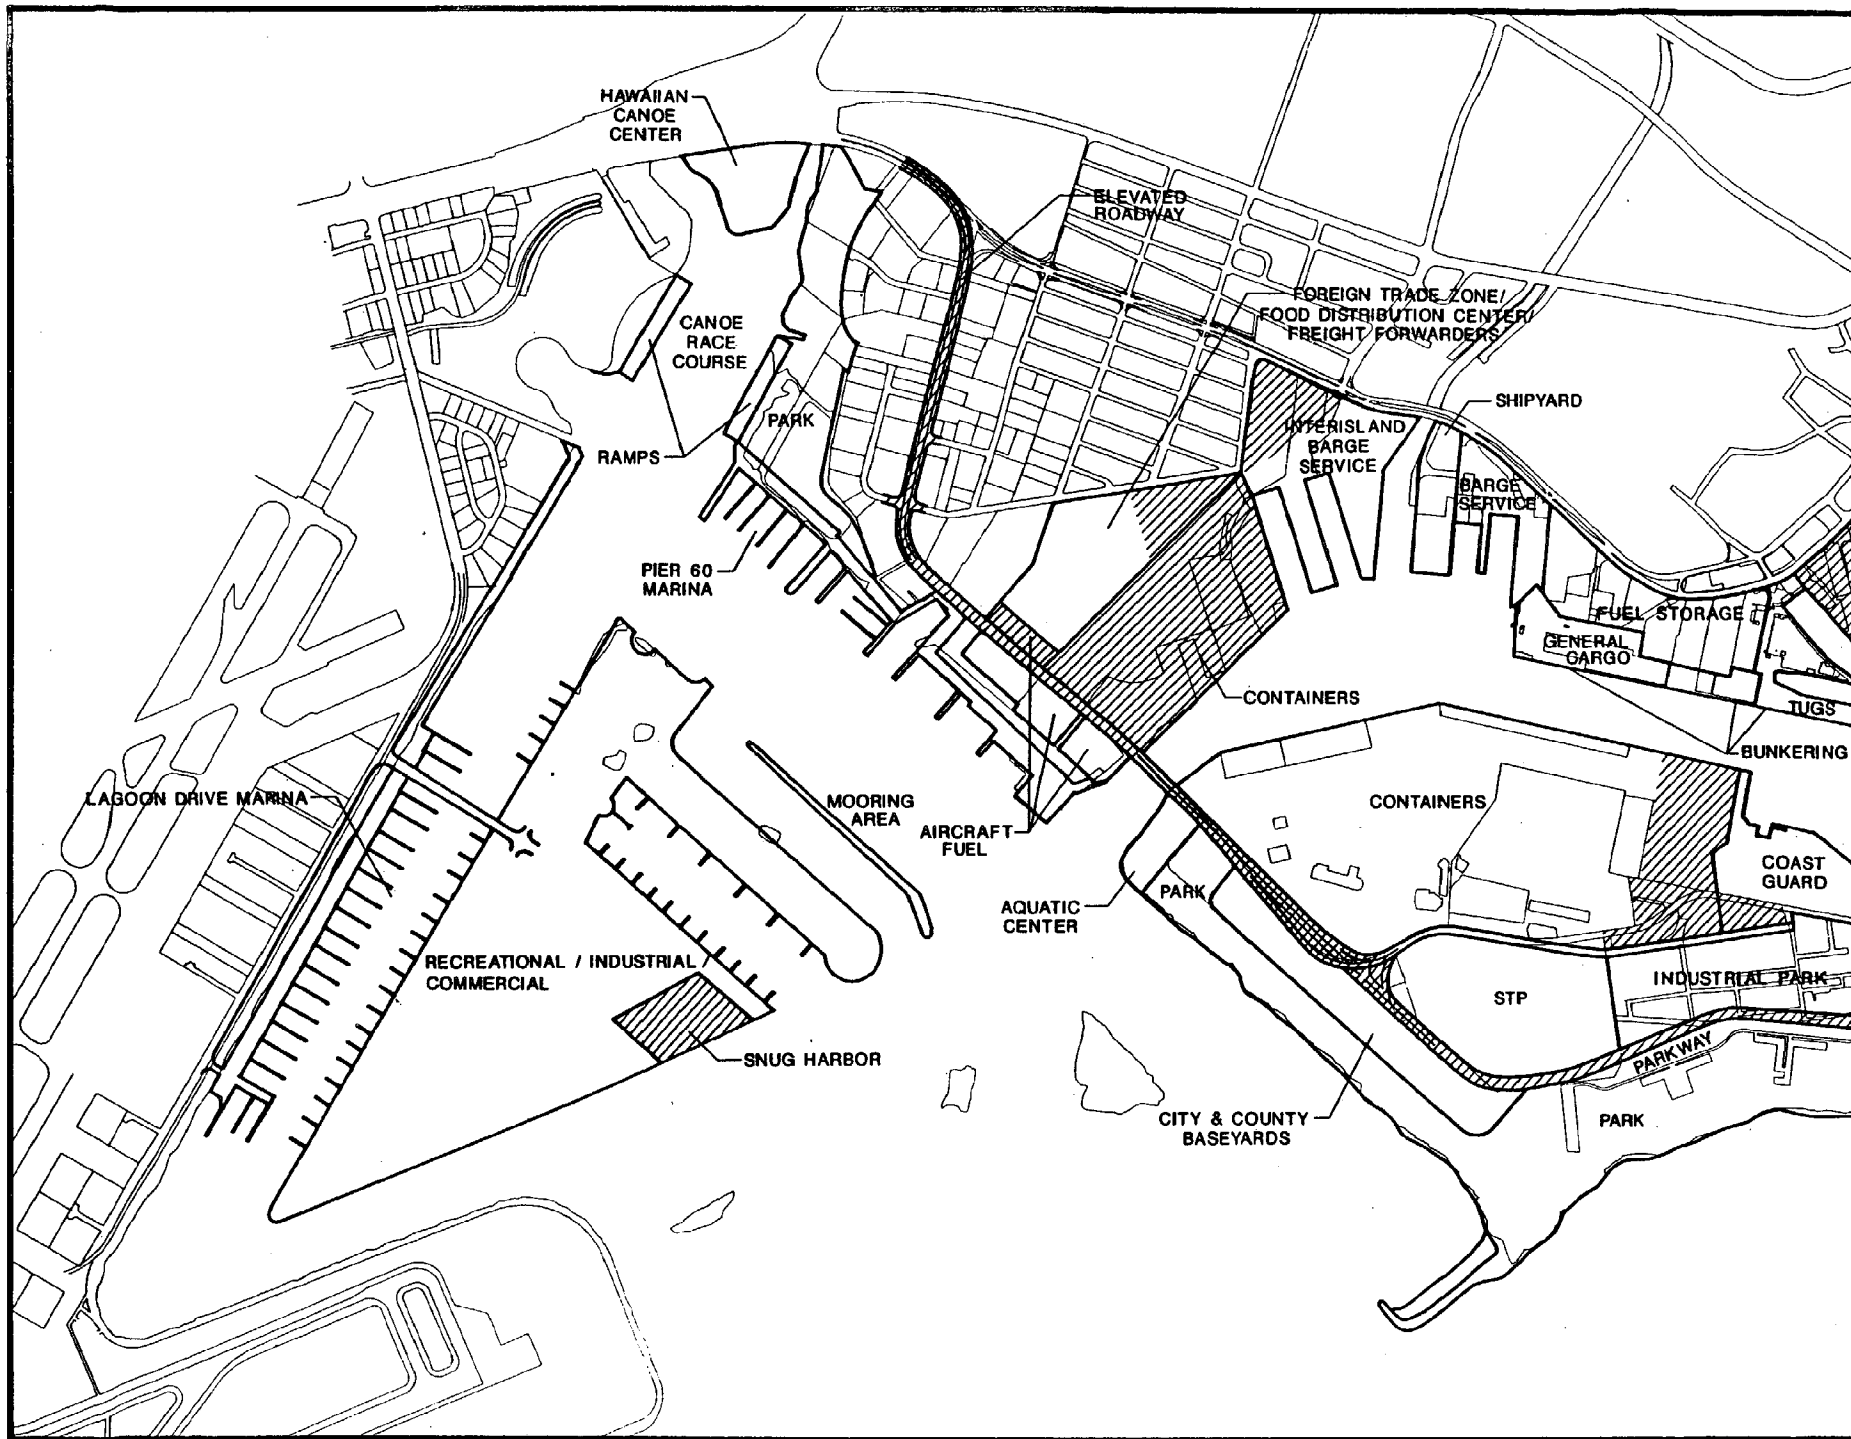 HAWAIIAN
CANOE
CENTER
ELEVATED
ROADWAY
FOREIGN TRADE ZONE/
FOOD DISTRIBUTION CENTER/
FREIGHT FORWARDERS
CANOE
RACE
COURSE
SHIPYARD
PARK
INTERISLAND
BARGE
SERVICE
RAMPS
BARGE
SERVICE
PIER 60
MARINA
FUEL STORAGE
GENERAL
CARGO
CONTAINERS
TUGS
BUNKERING
LAGOON DRIVE MARINA
MOORING
AREA
CONTAINERS
AIRCRAFT
FUEL
COAST
GUARD
PARK
AQUATIC
CENTER
RECREATIONAL / INDUSTRIAL /
COMMERCIAL
INDUSTRIAL PARK
STP
SNUG HARBOR
PARKWAY
CITY & COUNTY
BASEYARDS
PARK